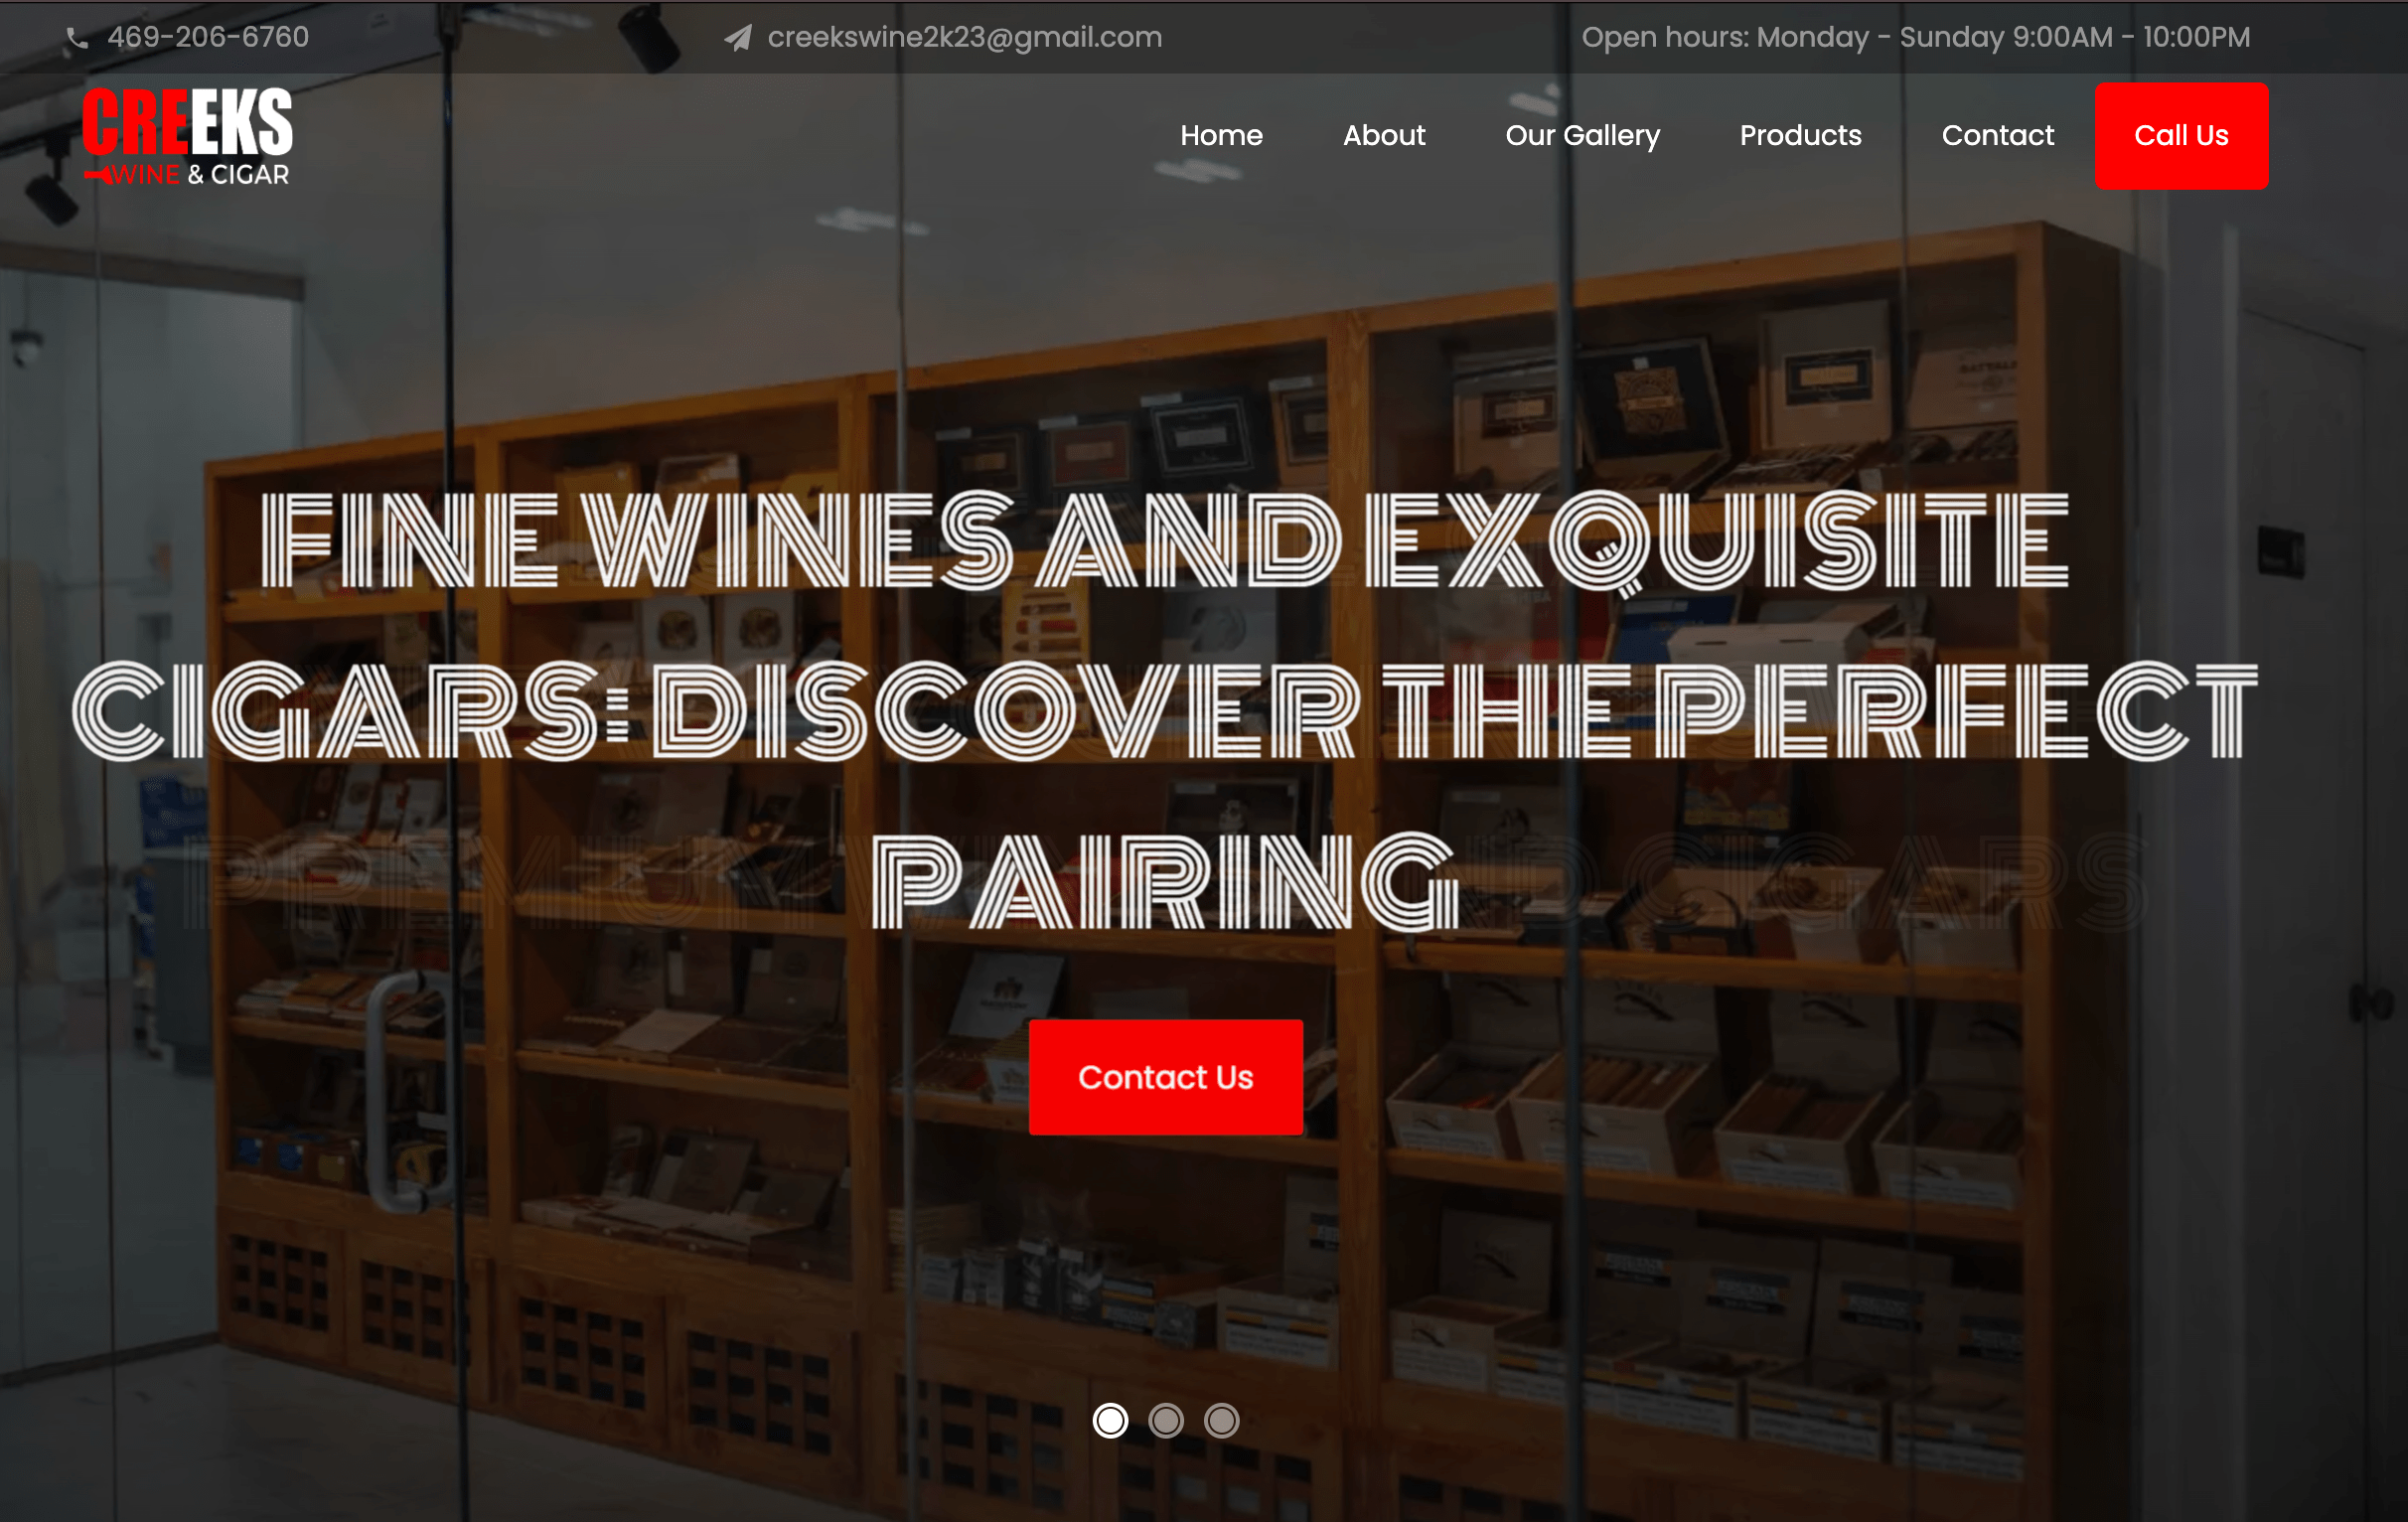 469-206-6760
creekswine2k23@gmail.com
Open hours: Monday - Sunday 9:00AM - 10:00PM
CREEKS
WINE & CIGAR
Home
About
Our Gallery
Products
Contact
Call Us
FINE WINES AND EXQUISITE
CIGARS: DISCOVER THE PERFECT
PAIRING
Contact Us